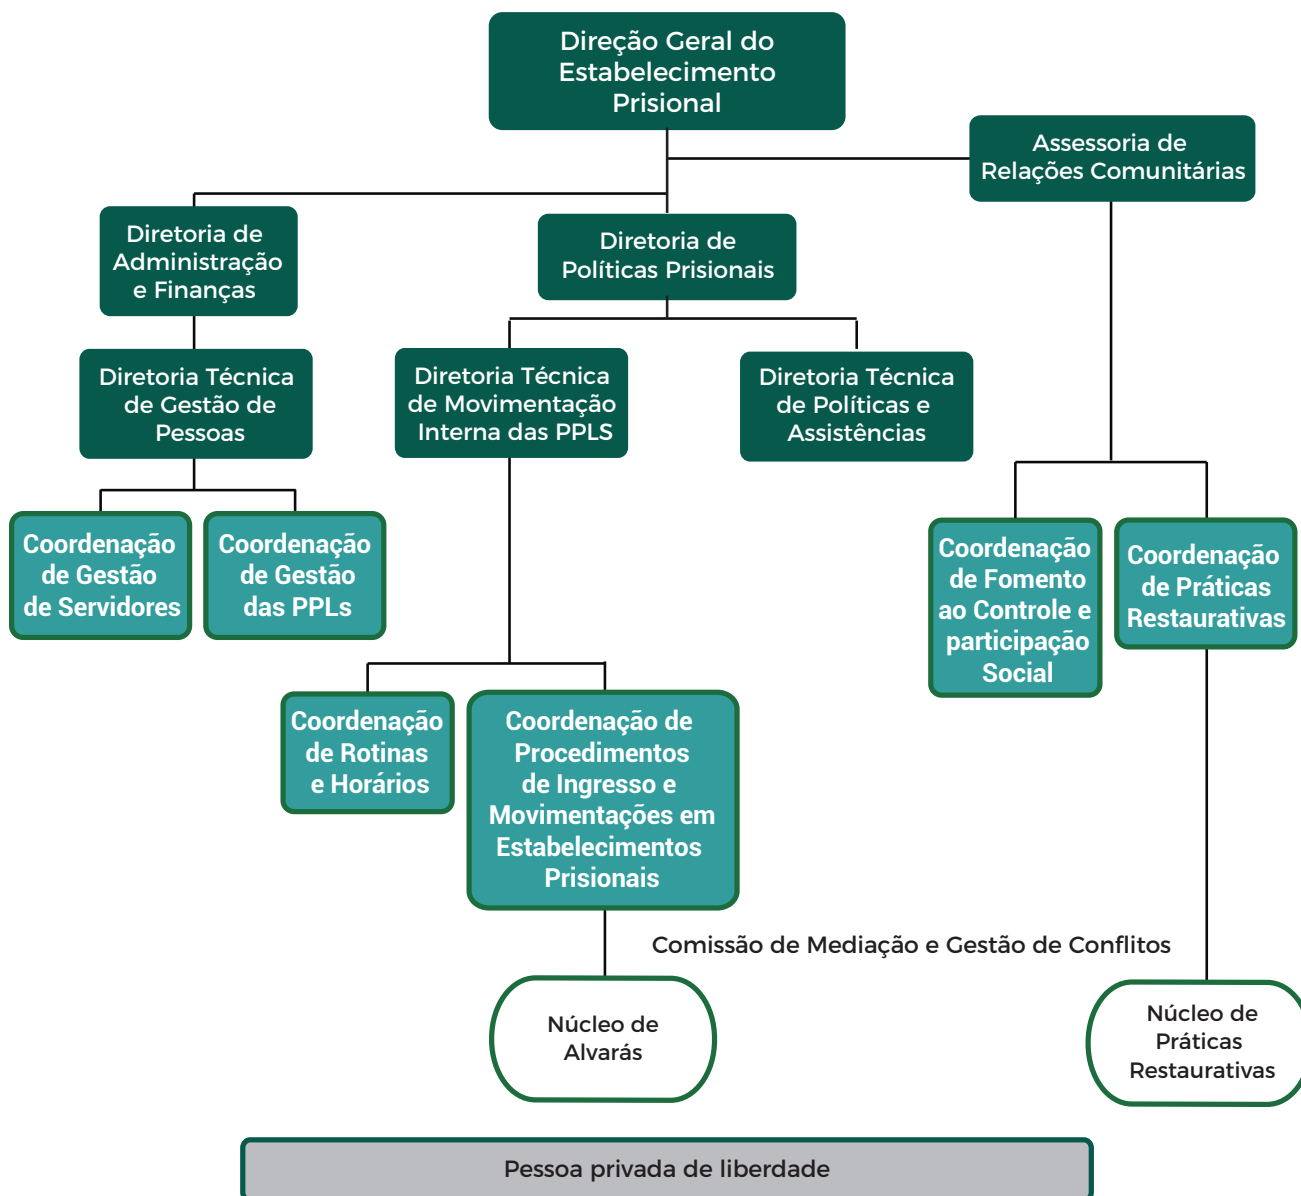 Direção Geral do
Estabelecimento
Prisional
Assessoria de
Relações Comunitárias
Diretoria de
Administração
e Finanças
Diretoria de
Políticas Prisionais
Diretoria Técnica
de Gestão de
Pessoas
Diretoria Técnica
de Movimentação
Interna das PPLS
Diretoria Técnica
de Políticas e
Assistências
Coordenação
de Gestão
de Servidores
Coordenação
de Gestão
das PPLs
Coordenação
de Fomento
ao Controle e
participação
Social
Coordenação
de Práticas
Restaurativas
Coordenação
de Rotinas
e Horários
Coordenação de
Procedimentos
de Ingresso e
Movimentações em
Estabelecimentos
Prisionais
Comissão de Mediação e Gestão de Conflitos
Núcleo de
Alvarás
Núcleo de
Práticas
Restaurativas
Pessoa privada de liberdade